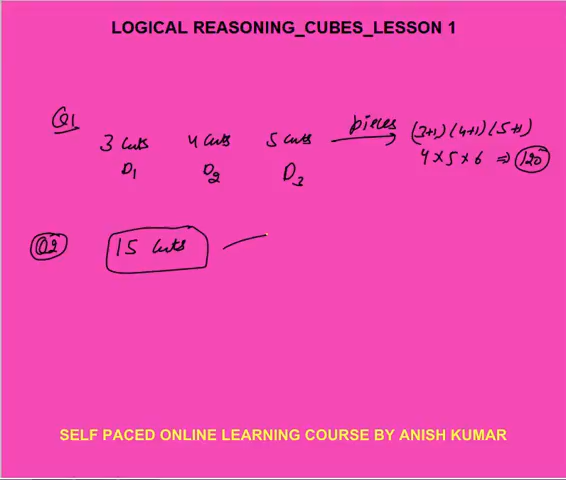 LOGICAL REASONING_CUBES_LESSON 1
Q1
3 cuts 4 cuts 5 cuts pieces (3+1) (4+1) (5+1)
D1 D2 D3 4 x 5 x 6 => 120
Q2 15 cuts
SELF PACED ONLINE LEARNING COURSE BY ANISH KUMAR